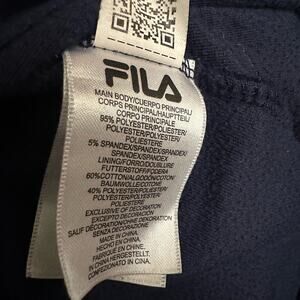 FILA
MAIN BODY/CUERPO PRINCIPAL/
CORPS PRINCIPAL/HAUPTTEIL/
CORPO PRINCIPALE
95% POLYESTER/POLIESTER/
POLYESTER/POLYESTER/
POLIESTERE
5% SPANDEX/SPANDEX/SPANDEX/
SPANDEX/SPANDEX
LINING/FORRO/DOUBLURE/
FUTTERSTOFF/FODERA
60%COTTON/ALGODON/COTON/
BAUMWOLLE/COTONE
40% POLYESTER/POLIESTER/
POLYESTER/POLYESTER/
POLIESTERE
EXCLUSIVE OF DECORATION
EXCEPTO DECORACION
SAUF DÉCORATION/OHNE DEKORATION
SENZA DECORAZIONE
MADE IN CHINA.
HECHO EN CHINA.
FABRIQUÉ EN CHINE.
IN CHINA HERGESTELLT.
CONFEZIONATO IN CINA.